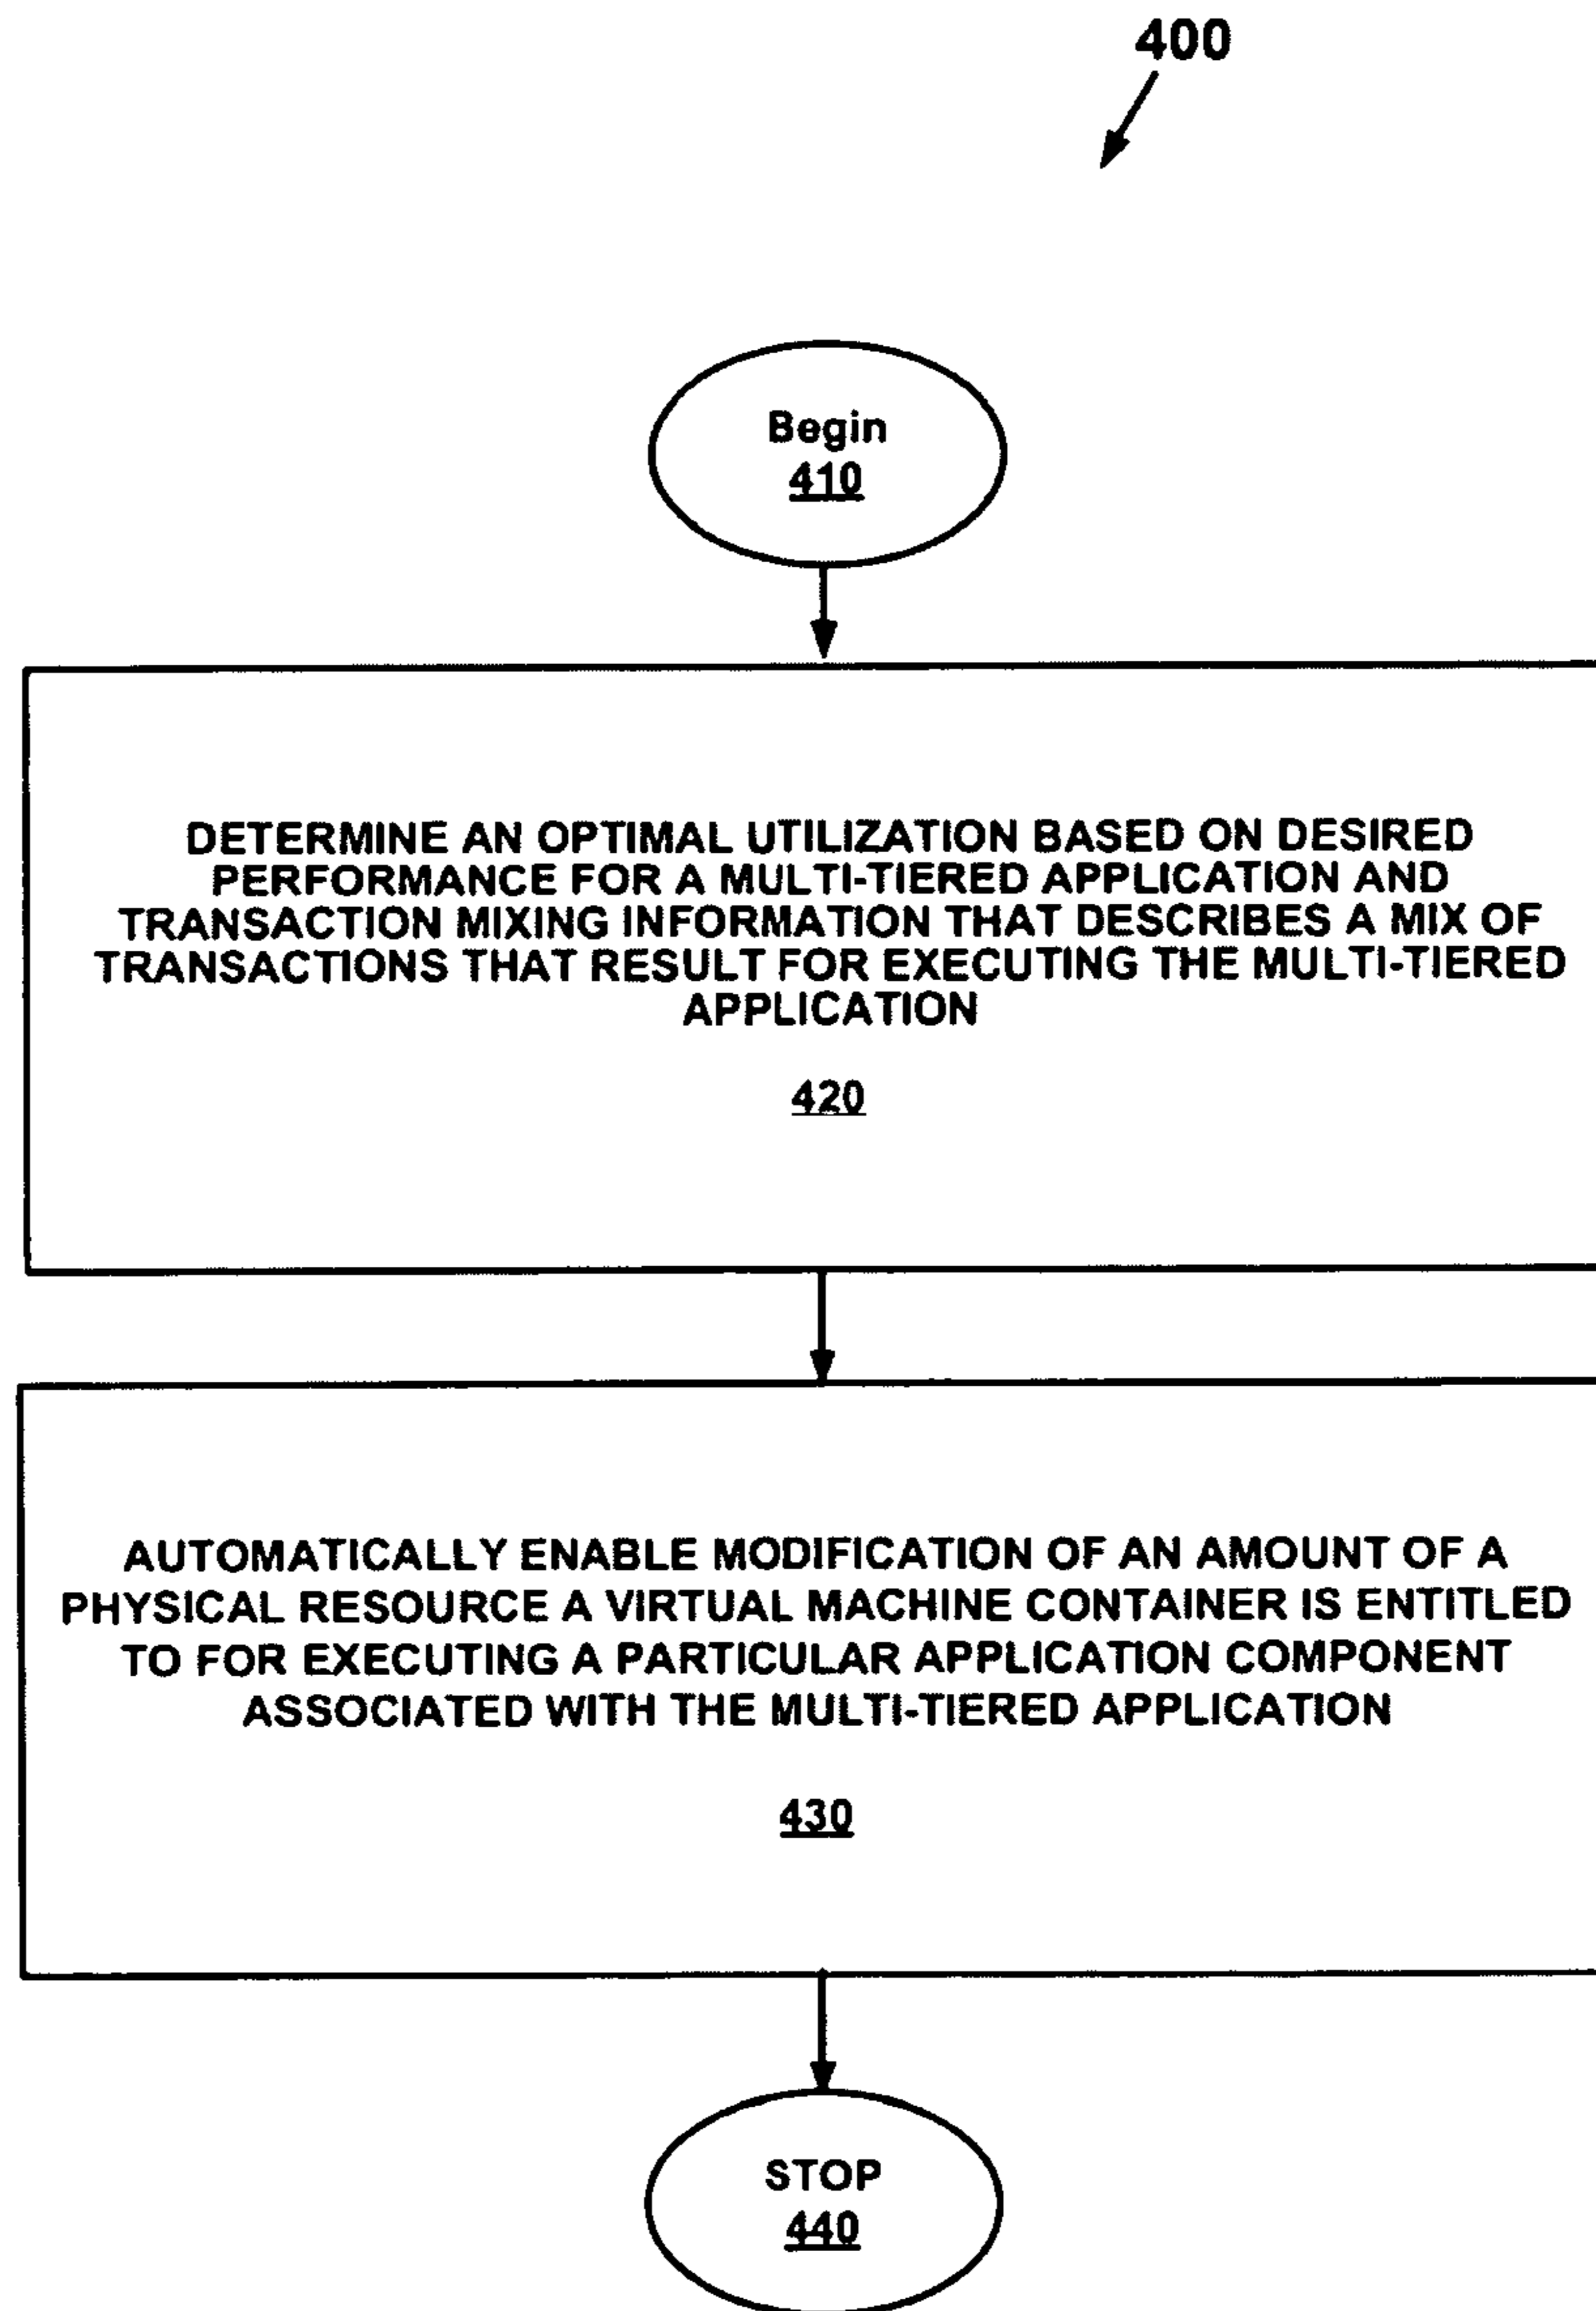 400
Begin
410
DETERMINE AN OPTIMAL UTILIZATION BASED ON DESIRED
PERFORMANCE FOR A MULTI-TIERED APPLICATION AND
TRANSACTION MIXING INFORMATION THAT DESCRIBES A MIX OF
TRANSACTIONS THAT RESULT FOR EXECUTING THE MULTI-TIERED
APPLICATION
420
AUTOMATICALLY ENABLE MODIFICATION OF AN AMOUNT OF A
PHYSICAL RESOURCE A VIRTUAL MACHINE CONTAINER IS ENTITLED
TO FOR EXECUTING A PARTICULAR APPLICATION COMPONENT
ASSOCIATED WITH THE MULTI-TIERED APPLICATION
430
STOP
440